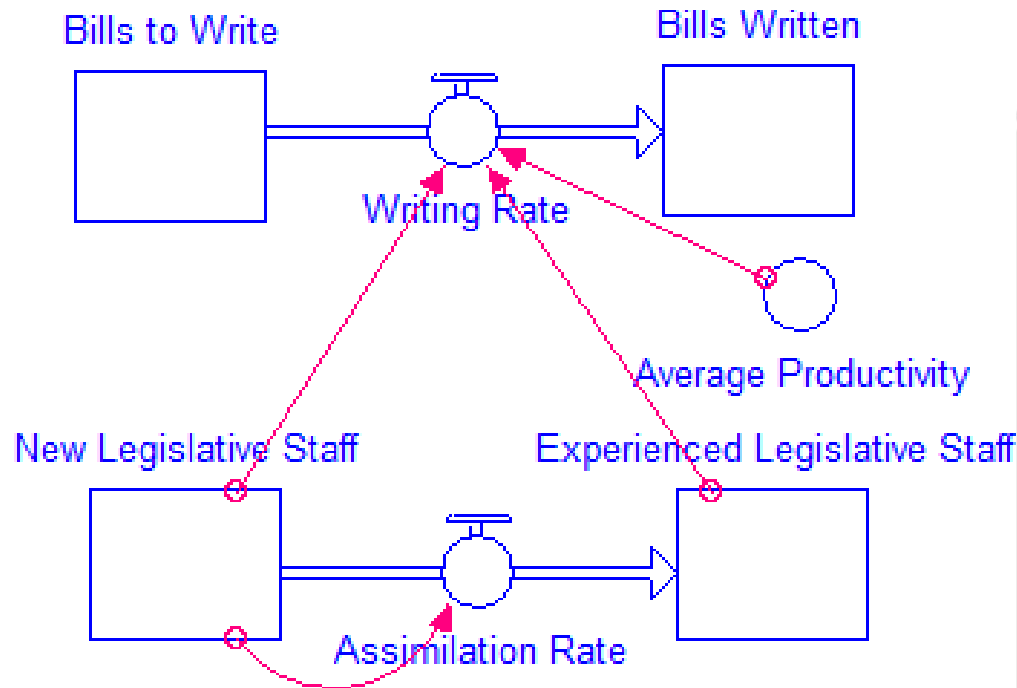 Bills to Write
Bills Written
Writing Rate
Average Productivity
New Legislative Staff
Experienced Legislative Staff
Assimilation Rate